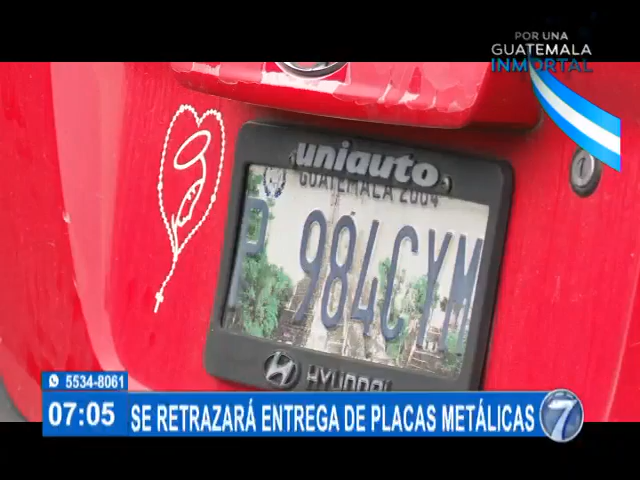 POR UNA
GUATEMALA
INMORTAL
uniauto
GUATEMALA 2004
P 984CYM
HYUNDAI
5534-8061
07:05 SE RETRAZARÁ ENTREGA DE PLACAS METÁLICAS 7